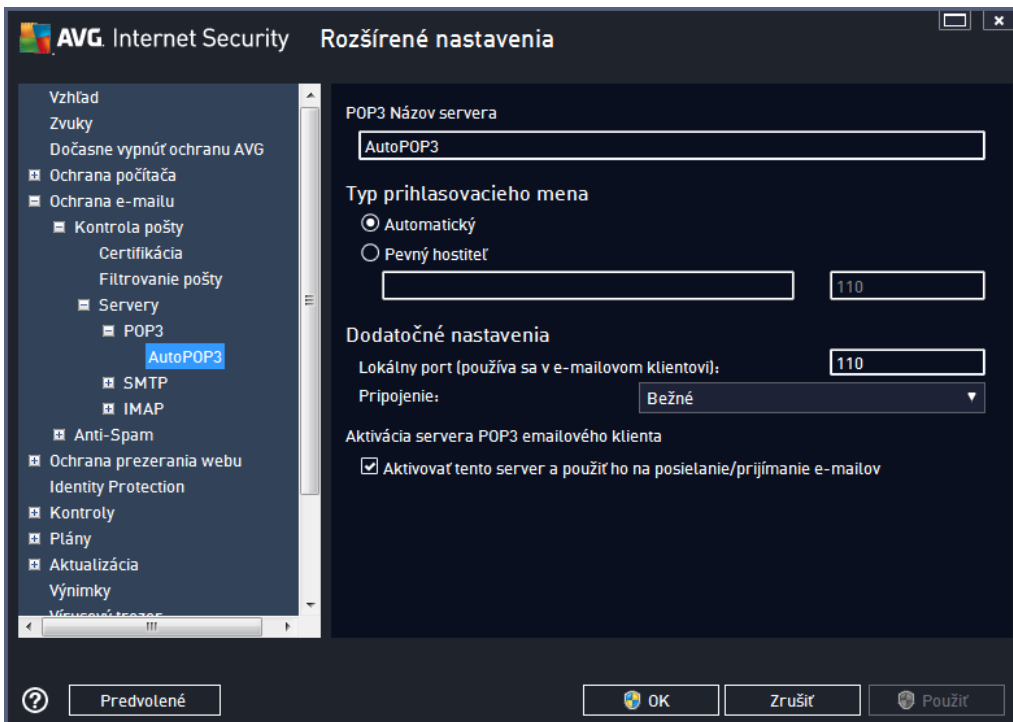 AVG. Internet Security Rozšírené nastavenia
Vzhľad
Zvuky
Dočasne vypnúť ochranu AVG
Ochrana počítača
Ochrana e-mailu
Kontrola pošty
Certifikácia
Filtrovanie pošty
Servery
POP3
AutoPOP3
SMTP
IMAP
Anti-Spam
Ochrana prezerania webu
Identity Protection
Kontroly
Plány
Aktualizácia
Výnimky
Vírusový trezor
POP3 Názov servera
AutoPOP3
Typ prihlasovacieho mena
Automatický
Pevný hostiteľ
110
Dodatočné nastavenia
Lokálny port (používa sa v e-mailovom klientovi): 110
Pripojenie: Bežné
Aktivácia servera POP3 emailového klienta
Aktivovať tento server a použiť ho na posielanie/prijímanie e-mailov
Predvolené OK Zrušiť Použiť